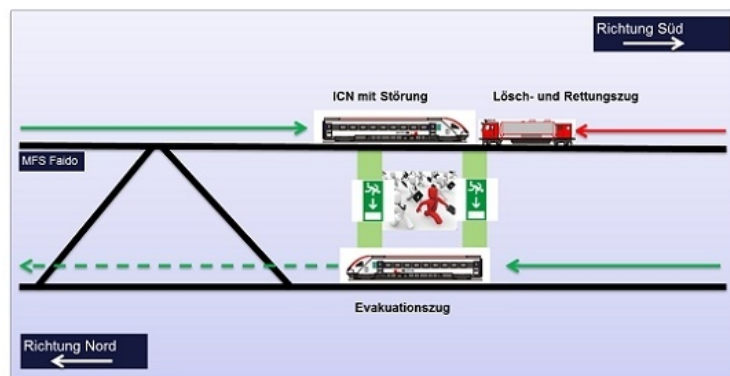 Richtung Süd
ICN mit Störung
Lösch- und Rettungszug
MFS Faido
Evakuationszug
Richtung Nord